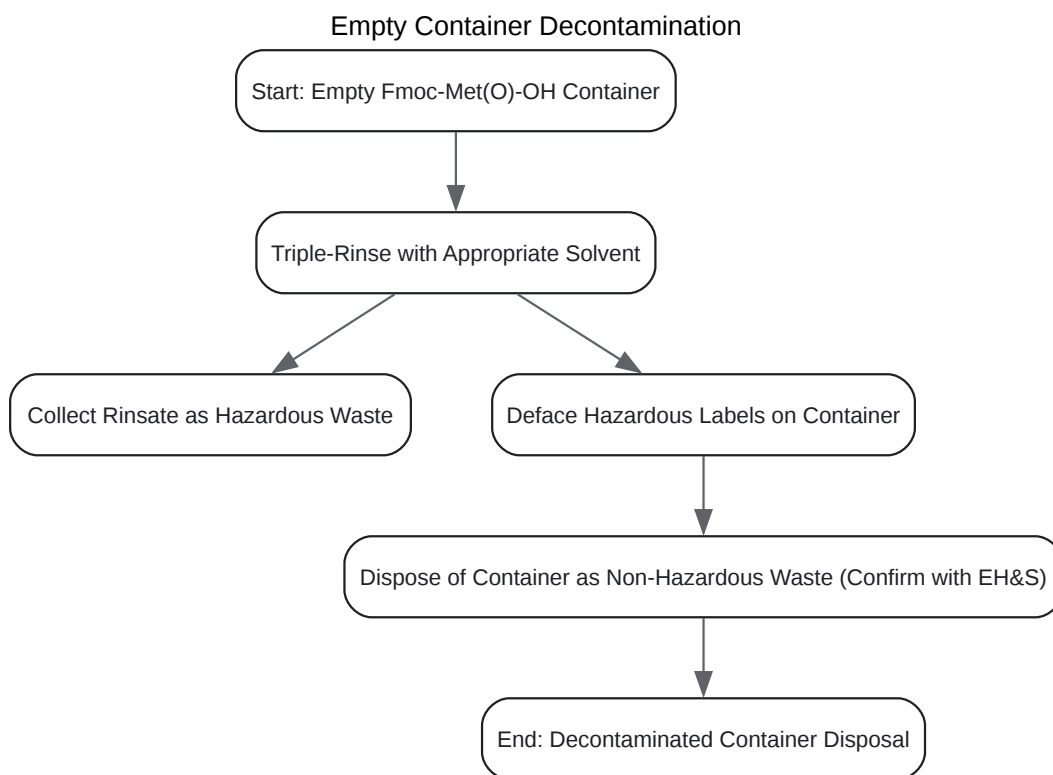 Empty Container Decontamination
Start: Empty Fmoc-Met(O)-OH Container
Triple-Rinse with Appropriate Solvent
Collect Rinsate as Hazardous Waste
Deface Hazardous Labels on Container
Dispose of Container as Non-Hazardous Waste (Confirm with EH&S)
End: Decontaminated Container Disposal